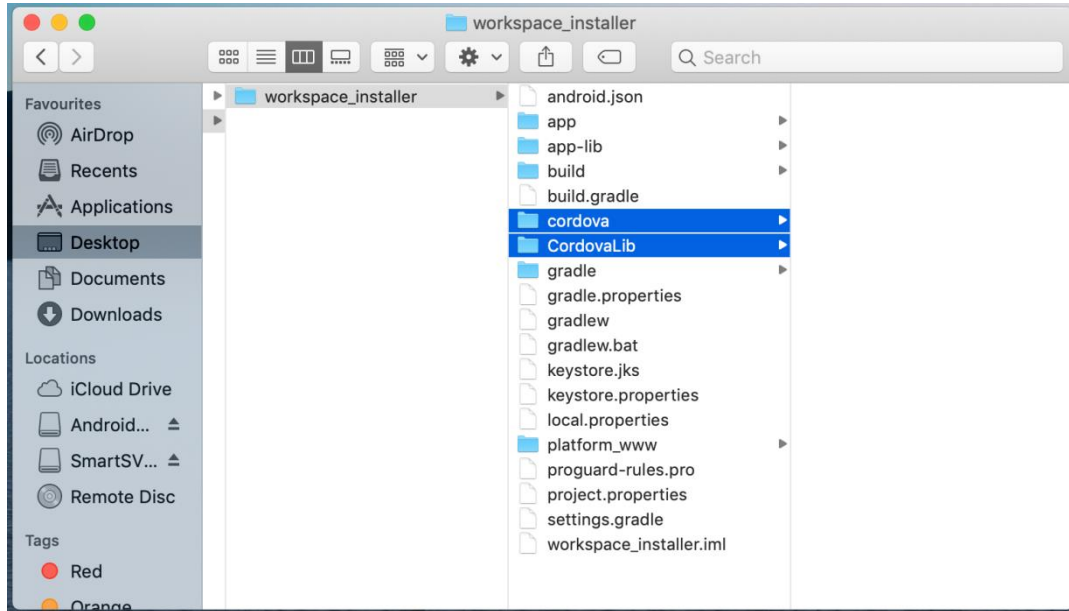 workspace_installer
Search
Favourites
AirDrop
Recents
Applications
Desktop
Documents
Downloads
Locations
iCloud Drive
Android...
SmartSV...
Remote Disc
Tags
Red
Orange
workspace_installer
android.json
app
app-lib
build
build.gradle
cordova
CordovaLib
gradle
gradle.properties
gradlew
gradlew.bat
keystore.jks
keystore.properties
local.properties
platform_www
proguard-rules.pro
project.properties
settings.gradle
workspace_installer.iml